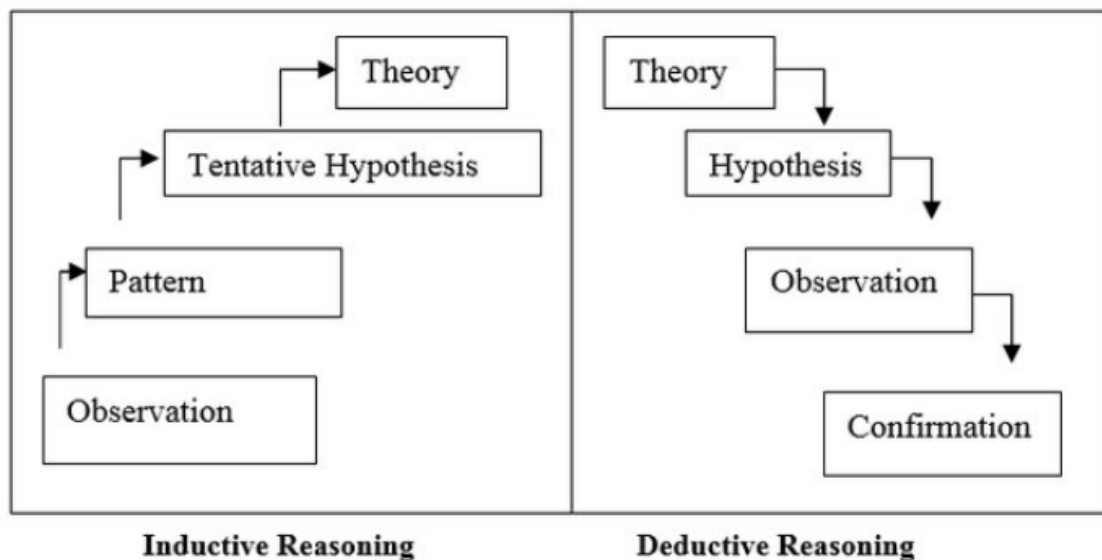 Theory
Tentative Hypothesis
Pattern
Observation
Inductive Reasoning
Theory
Hypothesis
Observation
Confirmation
Deductive Reasoning